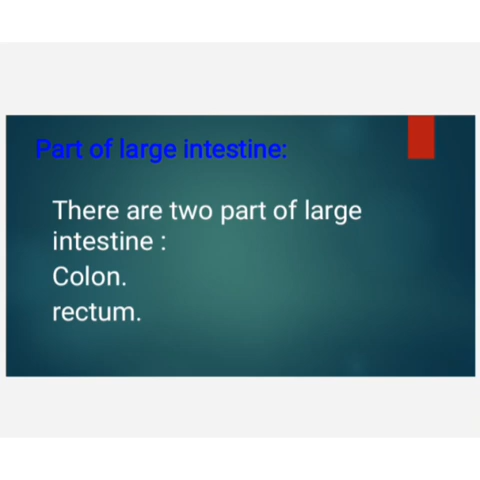 Part of large intestine:
There are two part of large
intestine :
Colon.
rectum.